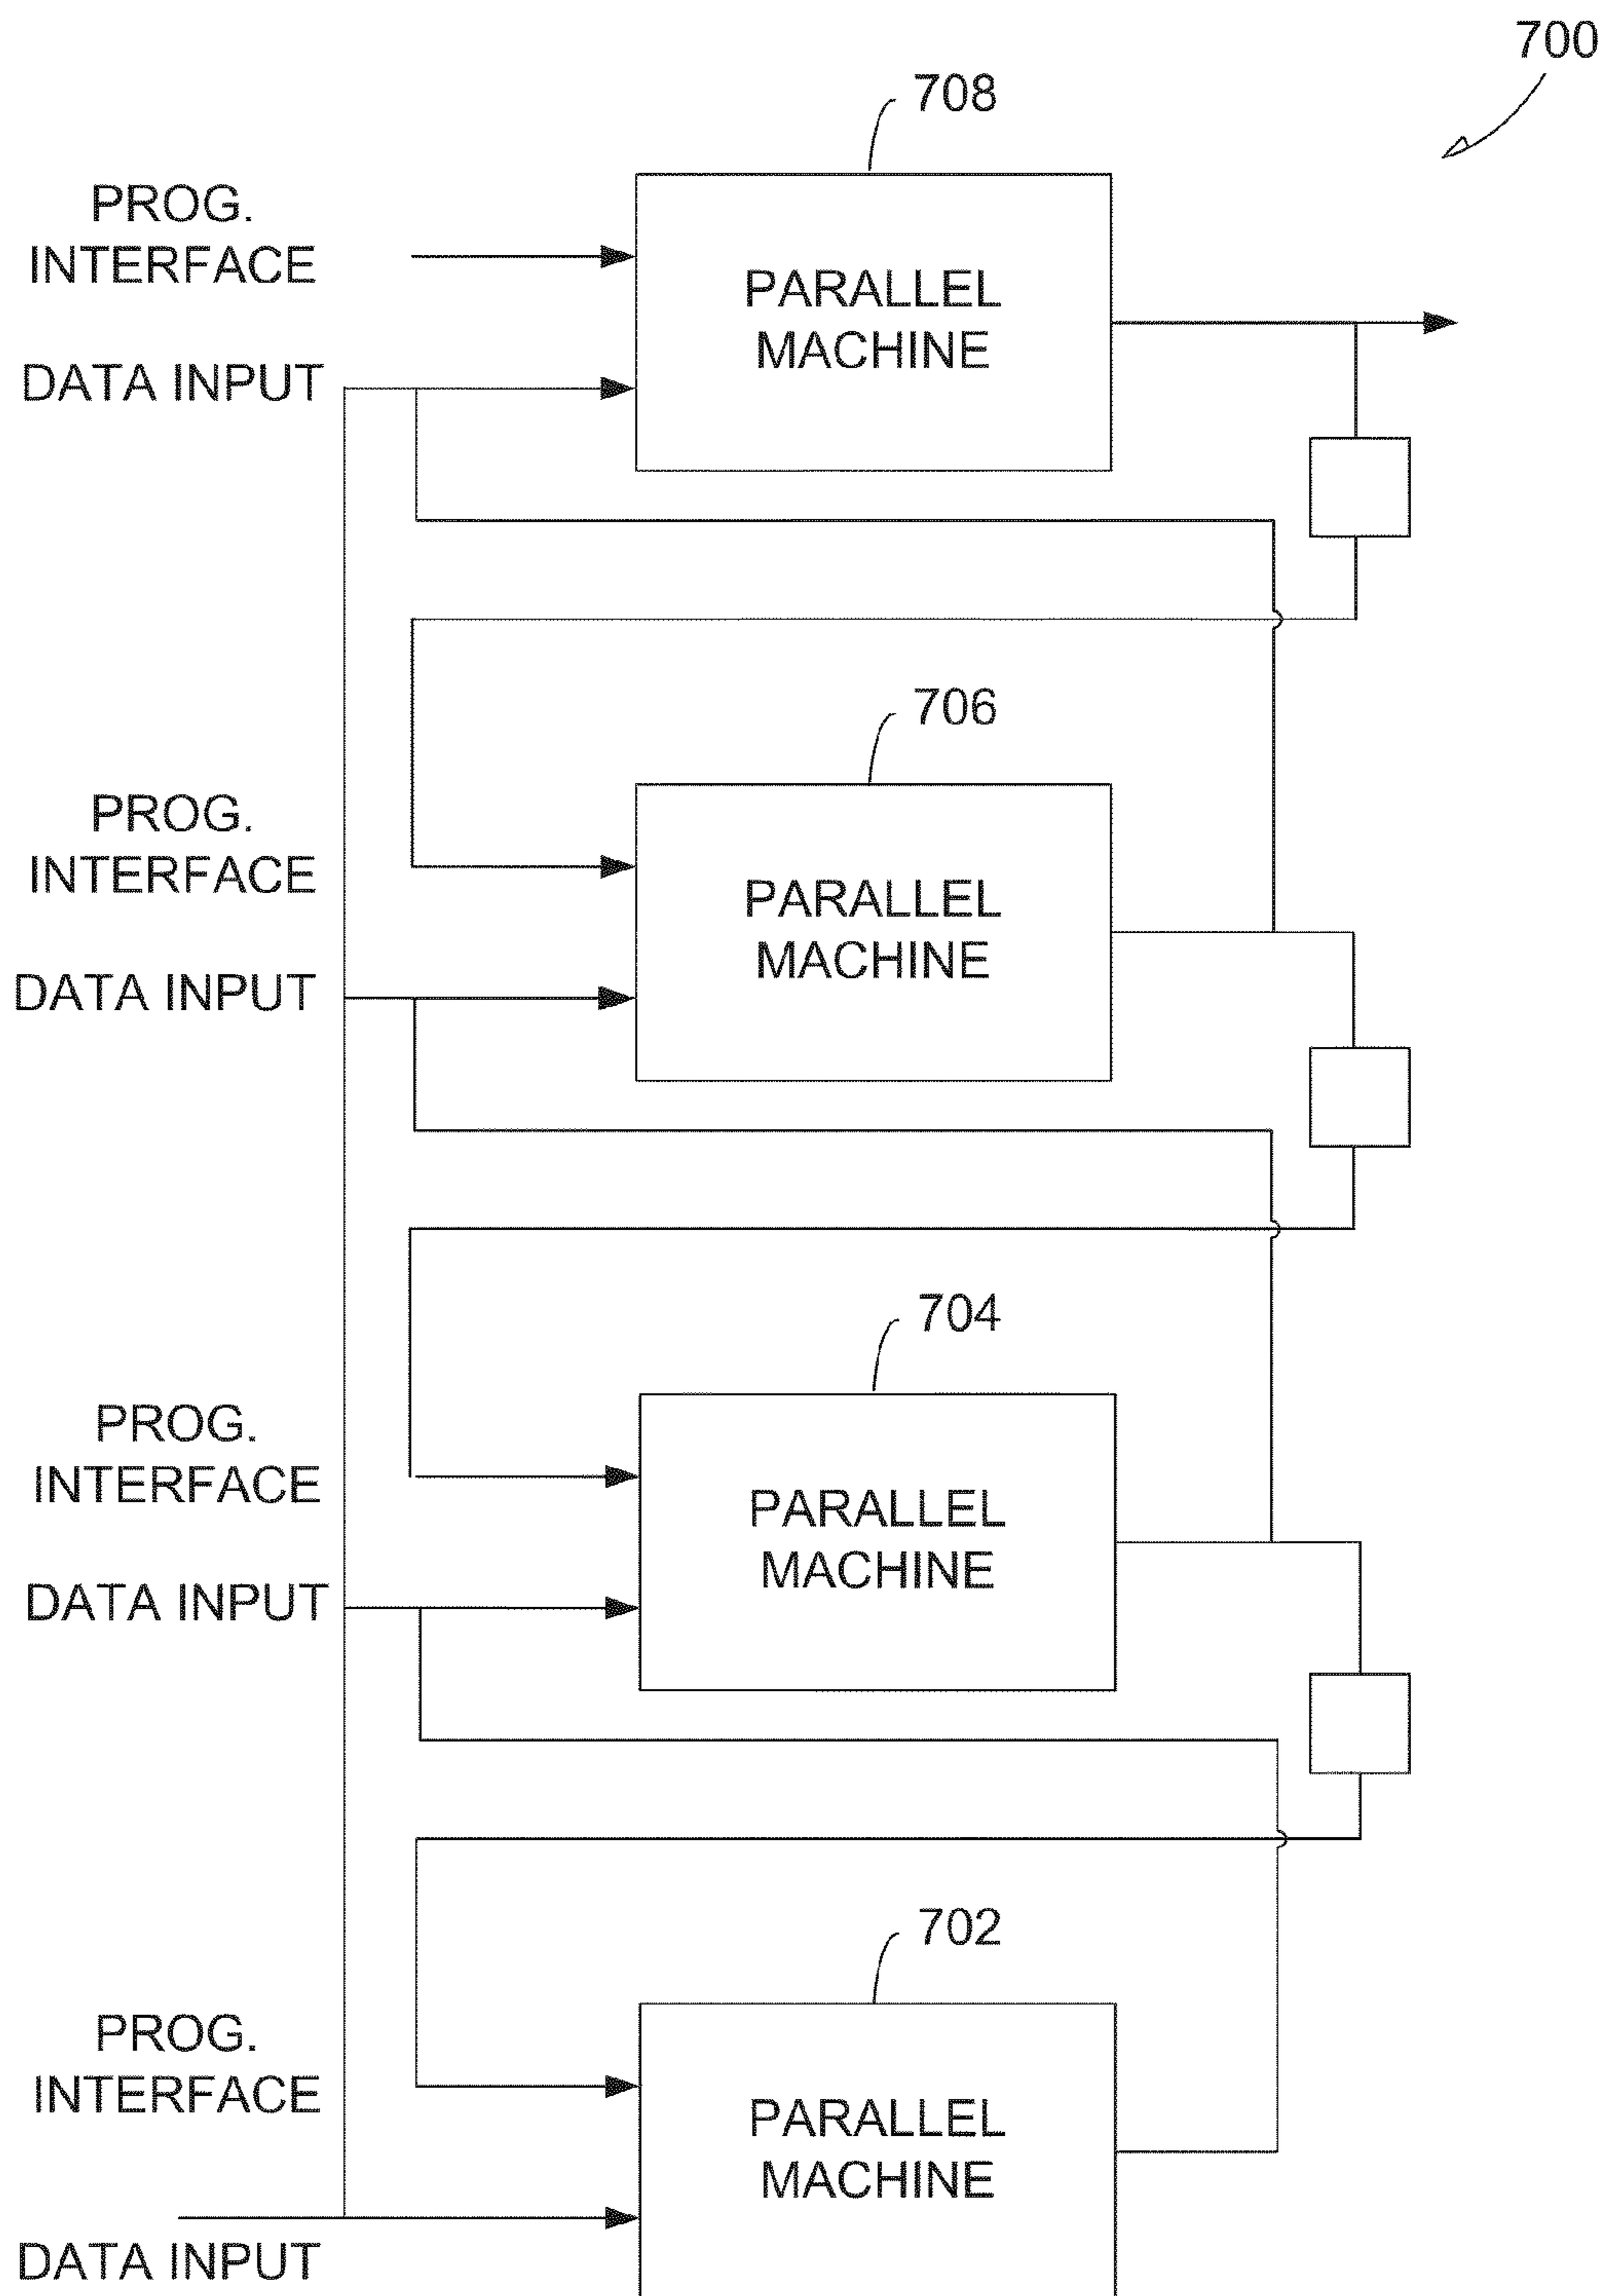 700
708
PROG.
INTERFACE
PARALLEL
MACHINE
DATA INPUT
706
PROG.
INTERFACE
PARALLEL
MACHINE
DATA INPUT
704
PROG.
INTERFACE
PARALLEL
MACHINE
DATA INPUT
702
PROG.
INTERFACE
PARALLEL
MACHINE
DATA INPUT